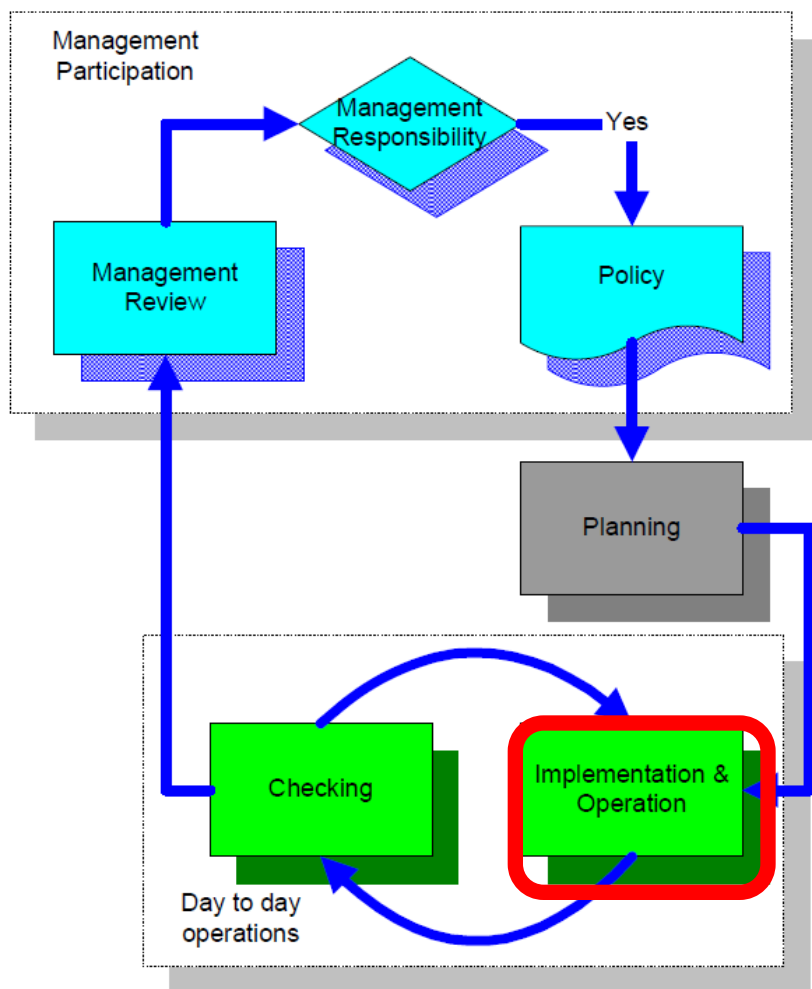 Management
Participation
Management
Responsibility
Yes
Management
Review
Policy
Planning
Checking
Implementation &
Operation
Day to day
operations